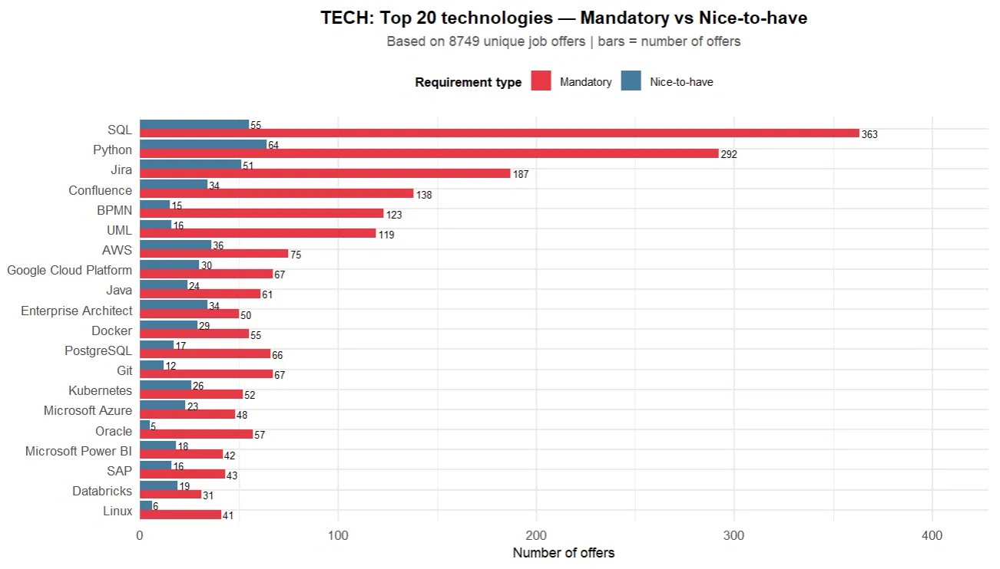 TECH: Top 20 technologies — Mandatory vs Nice-to-have
Based on 8749 unique job offers | bars = number of offers
Requirement type Mandatory Nice-to-have
SQL 55 363
Python 64 292
Jira 51 187
Confluence 34 138
BPMN 15 123
UML 16 119
AWS 36 75
Google Cloud Platform 30 67
Java 24 61
Enterprise Architect 34 50
Docker 29 55
PostgreSQL 17 66
Git 12 67
Kubernetes 26 52
Microsoft Azure 23 48
Oracle 5 57
Microsoft Power BI 18 42
SAP 16 43
Databricks 19 31
Linux 6 41
0 100 200 300 400
Number of offers